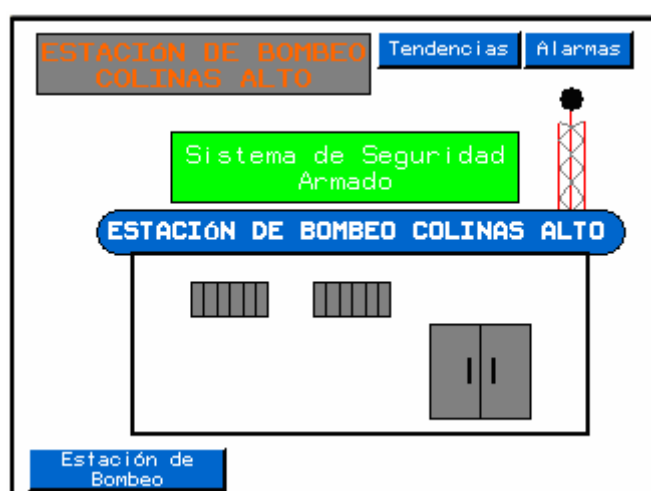 ESTACIÓN DE BOMBEO
COLINAS ALTO
Tendencias
Alarmas
Sistema de Seguridad
Armado
ESTACIÓN DE BOMBEO COLINAS ALTO
Estación de
Bombeo